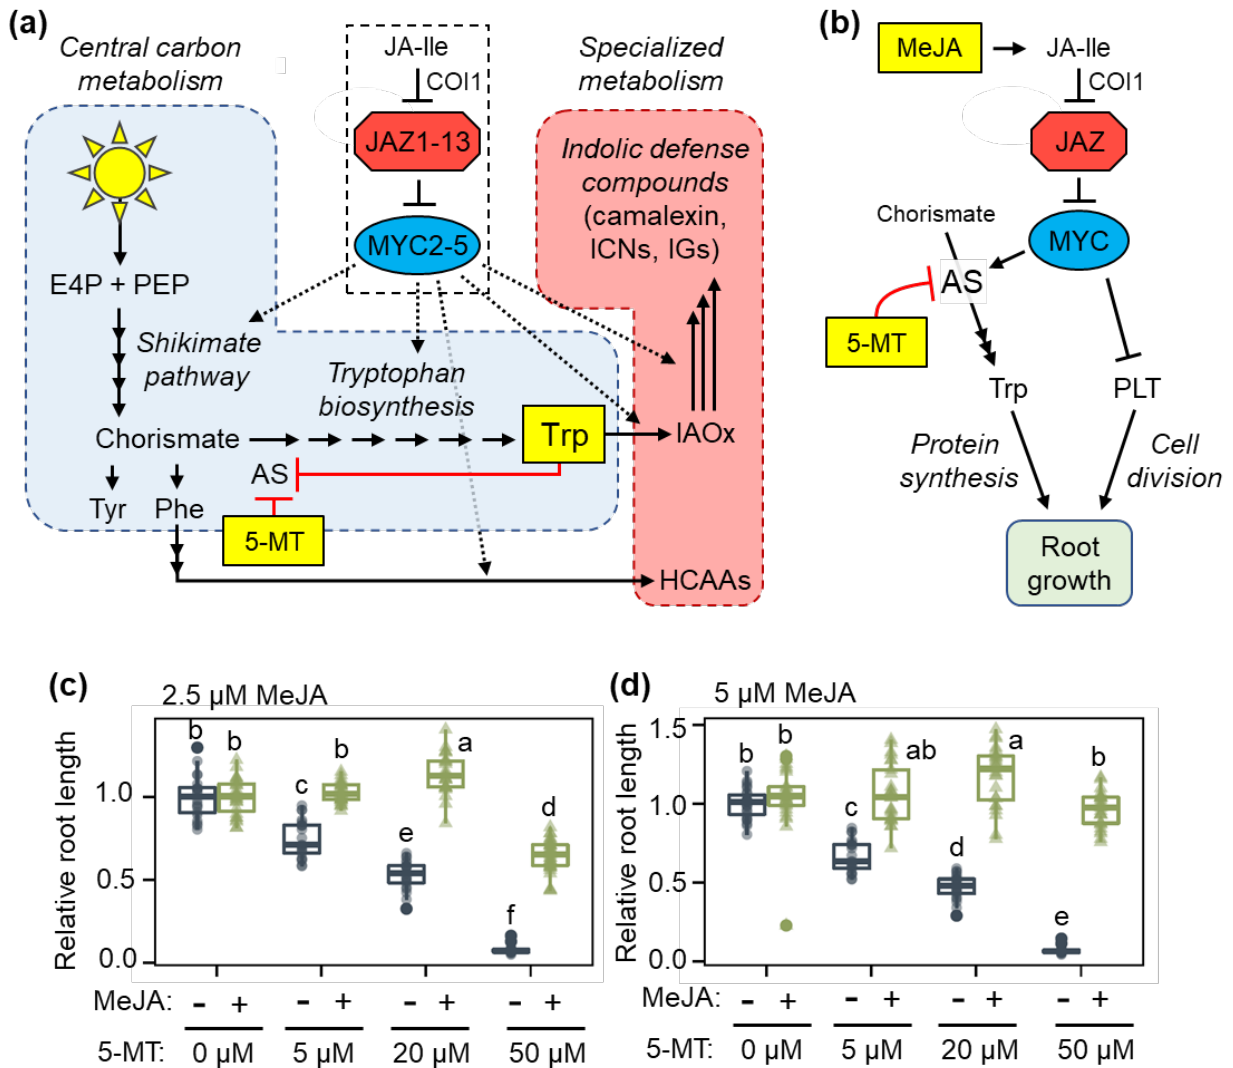 (a)
Central carbon
metabolism
JA-Ile
COI1
JAZ1-13
MYC2-5
Specialized
metabolism
Indolic defense
compounds
(camalexin,
ICNs, IGs)
E4P + PEP
Shikimate
pathway
Tryptophan
biosynthesis
Chorismate
Trp
IAOx
AS
Tyr
Phe
5-MT
HCAAs
(b)
MeJA
JA-Ile
COI1
JAZ
Chorismate
MYC
AS
5-MT
Trp
PLT
Protein
synthesis
Cell
division
Root
growth
(c)
2.5 µM MeJA
Relative root length
1.0
0.5
0.0
b
b
c
b
e
a
f
d
MeJA: - + - + - + - +
5-MT: 0 µM 5 µM 20 µM 50 µM
(d)
5 µM MeJA
Relative root length
1.5
1.0
0.5
0.0
b
b
c
ab
d
a
e
b
MeJA: - + - + - + - +
5-MT: 0 µM 5 µM 20 µM 50 µM